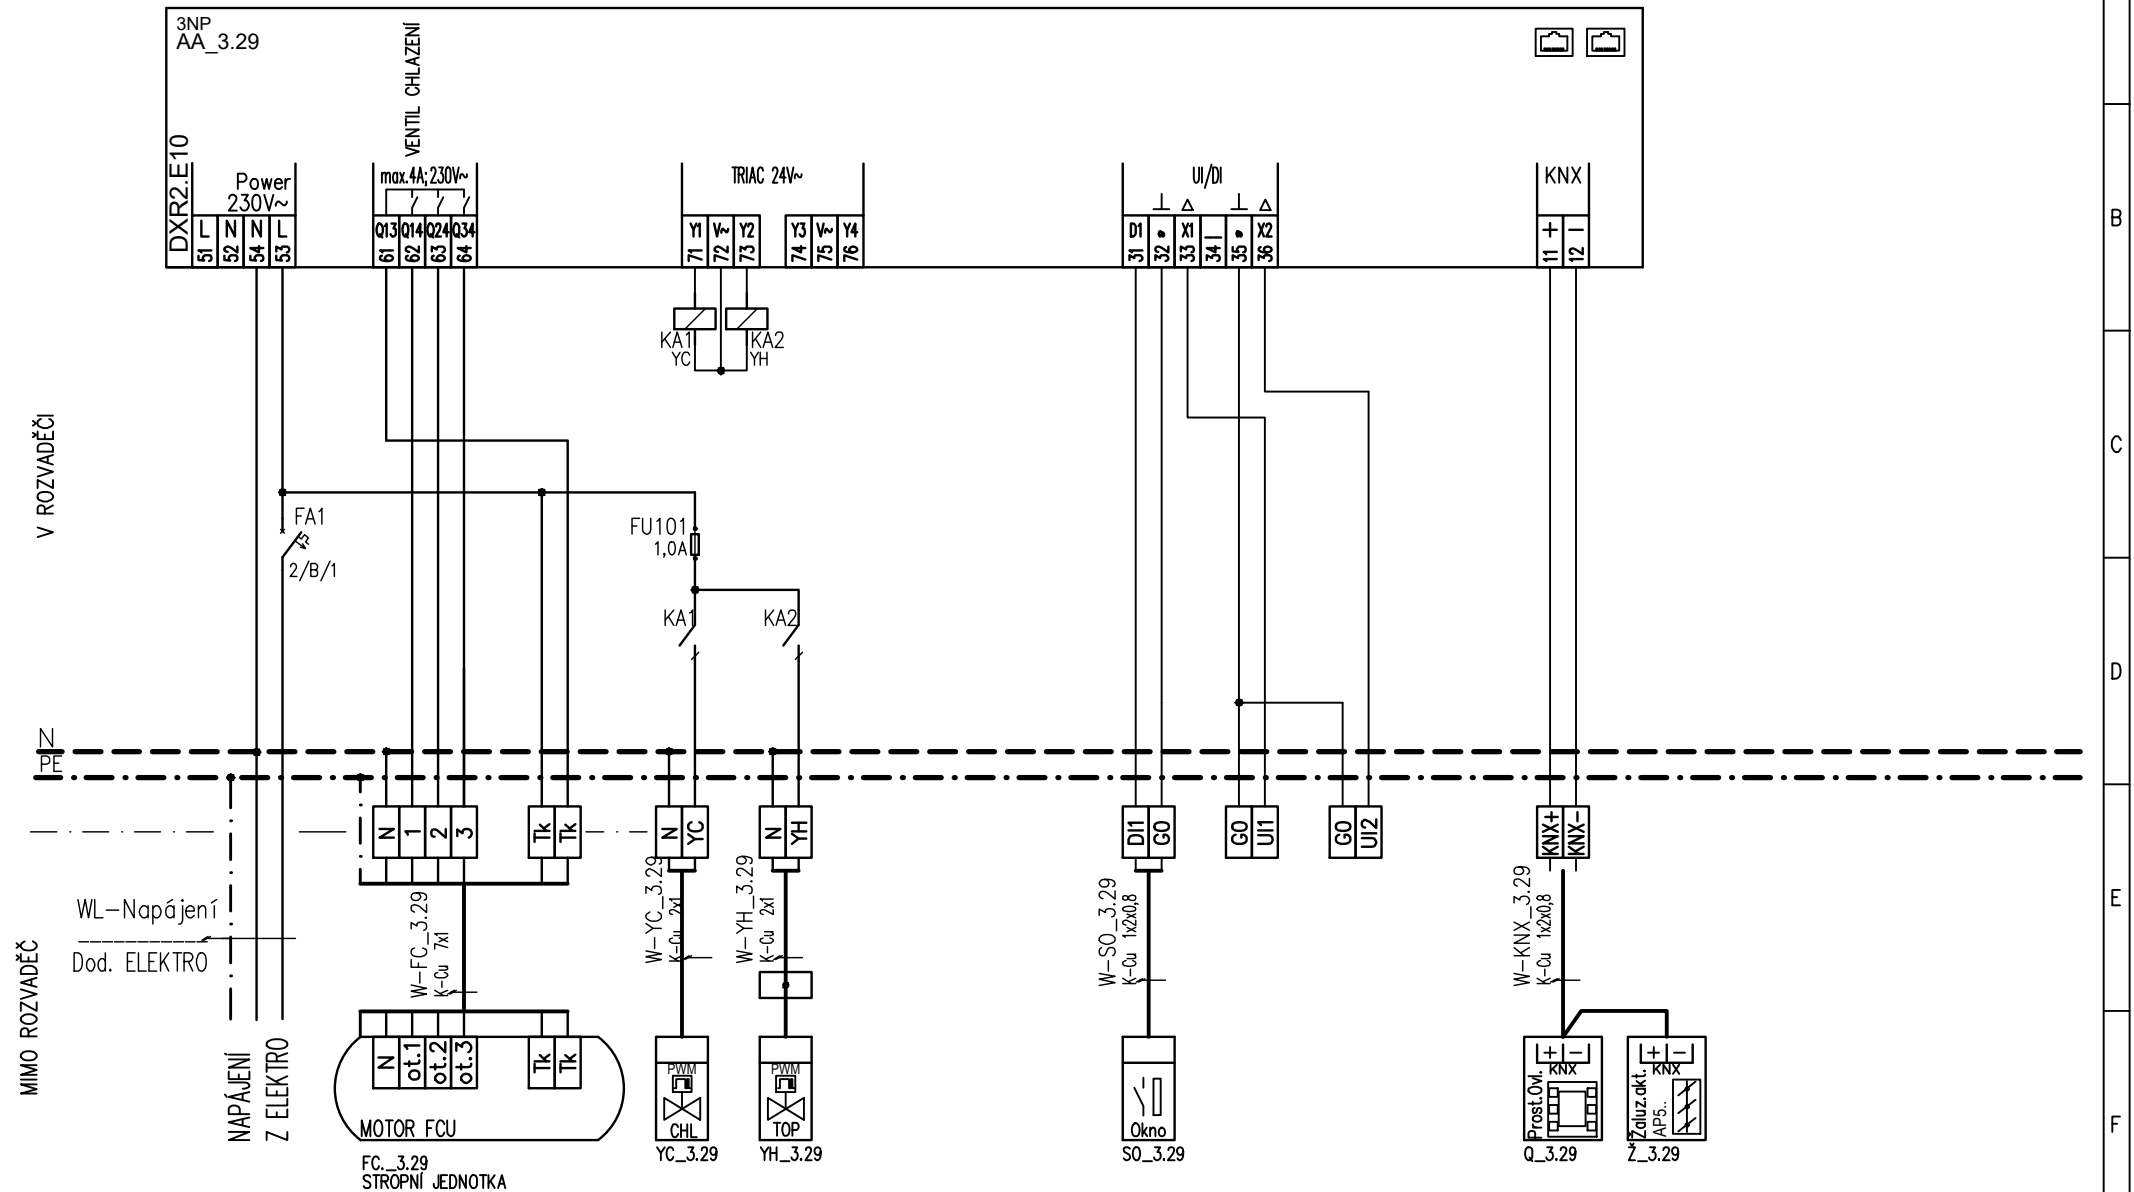 3NP
AA_3.29
VENTIL CHLAZENÍ
DXR2.E10
Power
230V~
max.4A;230V~
TRIAC 24V~
UI/DI
KNX
L N N L
51 52 54 53
Q13 Q14 Q24 Q34
61 62 63 64
Y1 V~ Y2
71 72 73
Y3 V~ Y4
74 75 76
D1 X1 X2
31 32 33 34 35 36
+ −
11 12
B
KA1
YC
KA2
YH
V ROZVADĚČI
C
FA1
2/B/1
FU101
1,0A
KA1
KA2
D
N
PE
N 1 2 3
Tk Tk
N YC
N YH
DI1 G0
G0 UI1
G0 UI2
KNX+ KNX-
WL-Napájení
Dod. ELEKTRO
W-FC_3.29
K-Cu 7x1
W-YC_3.29
K-Cu 2x1
W-YH_3.29
K-Cu 2x1
W-SO_3.29
K-Cu 1x2x0,8
W-KNX_3.29
K-Cu 1x2x0,8
E
MIMO ROZVADĚČ
NAPÁJENÍ
Z ELEKTRO
N ot.1 ot.2 ot.3
Tk Tk
MOTOR FCU
FC._3.29
STROPNÍ JEDNOTKA
PWM
CHL
YC_3.29
PWM
TOP
YH_3.29
Okno
SO_3.29
+ −
KNX
Prost.Ovl.
Q_3.29
+ −
KNX
Žaluz.akt.
AP5..
Ž_3.29
F